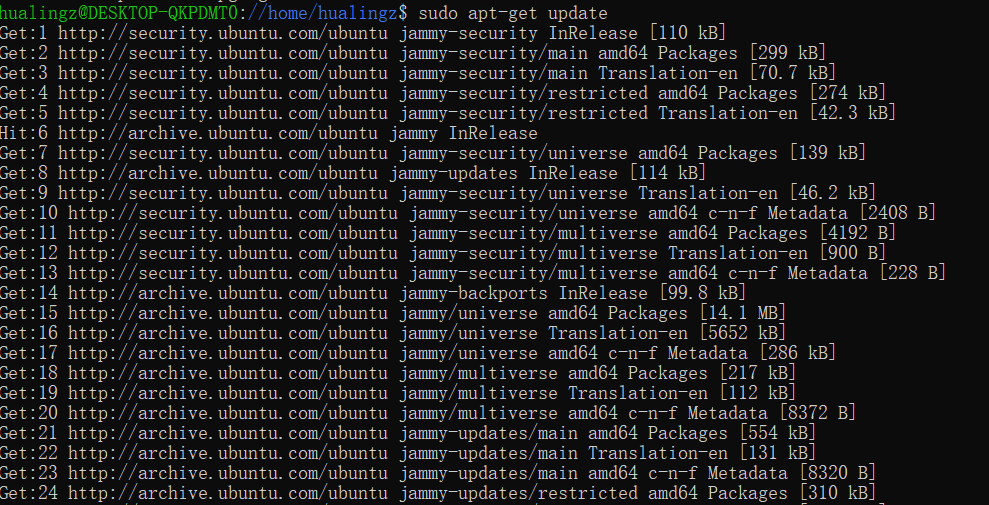 hualingz@DESKTOP-QKPDMT0://home/hualingz$ sudo apt-get update
Get:1 http://security.ubuntu.com/ubuntu jammy-security InRelease [110 kB]
Get:2 http://security.ubuntu.com/ubuntu jammy-security/main amd64 Packages [299 kB]
Get:3 http://security.ubuntu.com/ubuntu jammy-security/main Translation-en [70.7 kB]
Get:4 http://security.ubuntu.com/ubuntu jammy-security/restricted amd64 Packages [274 kB]
Get:5 http://security.ubuntu.com/ubuntu jammy-security/restricted Translation-en [42.3 kB]
Hit:6 http://archive.ubuntu.com/ubuntu jammy InRelease
Get:7 http://security.ubuntu.com/ubuntu jammy-security/universe amd64 Packages [139 kB]
Get:8 http://archive.ubuntu.com/ubuntu jammy-updates InRelease [114 kB]
Get:9 http://security.ubuntu.com/ubuntu jammy-security/universe Translation-en [46.2 kB]
Get:10 http://security.ubuntu.com/ubuntu jammy-security/universe amd64 c-n-f Metadata [2408 B]
Get:11 http://security.ubuntu.com/ubuntu jammy-security/multiverse amd64 Packages [4192 B]
Get:12 http://security.ubuntu.com/ubuntu jammy-security/multiverse Translation-en [900 B]
Get:13 http://security.ubuntu.com/ubuntu jammy-security/multiverse amd64 c-n-f Metadata [228 B]
Get:14 http://archive.ubuntu.com/ubuntu jammy-backports InRelease [99.8 kB]
Get:15 http://archive.ubuntu.com/ubuntu jammy/universe amd64 Packages [14.1 MB]
Get:16 http://archive.ubuntu.com/ubuntu jammy/universe Translation-en [5652 kB]
Get:17 http://archive.ubuntu.com/ubuntu jammy/universe amd64 c-n-f Metadata [286 kB]
Get:18 http://archive.ubuntu.com/ubuntu jammy/multiverse amd64 Packages [217 kB]
Get:19 http://archive.ubuntu.com/ubuntu jammy/multiverse Translation-en [112 kB]
Get:20 http://archive.ubuntu.com/ubuntu jammy/multiverse amd64 c-n-f Metadata [8372 B]
Get:21 http://archive.ubuntu.com/ubuntu jammy-updates/main amd64 Packages [554 kB]
Get:22 http://archive.ubuntu.com/ubuntu jammy-updates/main Translation-en [131 kB]
Get:23 http://archive.ubuntu.com/ubuntu jammy-updates/main amd64 c-n-f Metadata [8320 B]
Get:24 http://archive.ubuntu.com/ubuntu jammy-updates/restricted amd64 Packages [310 kB]